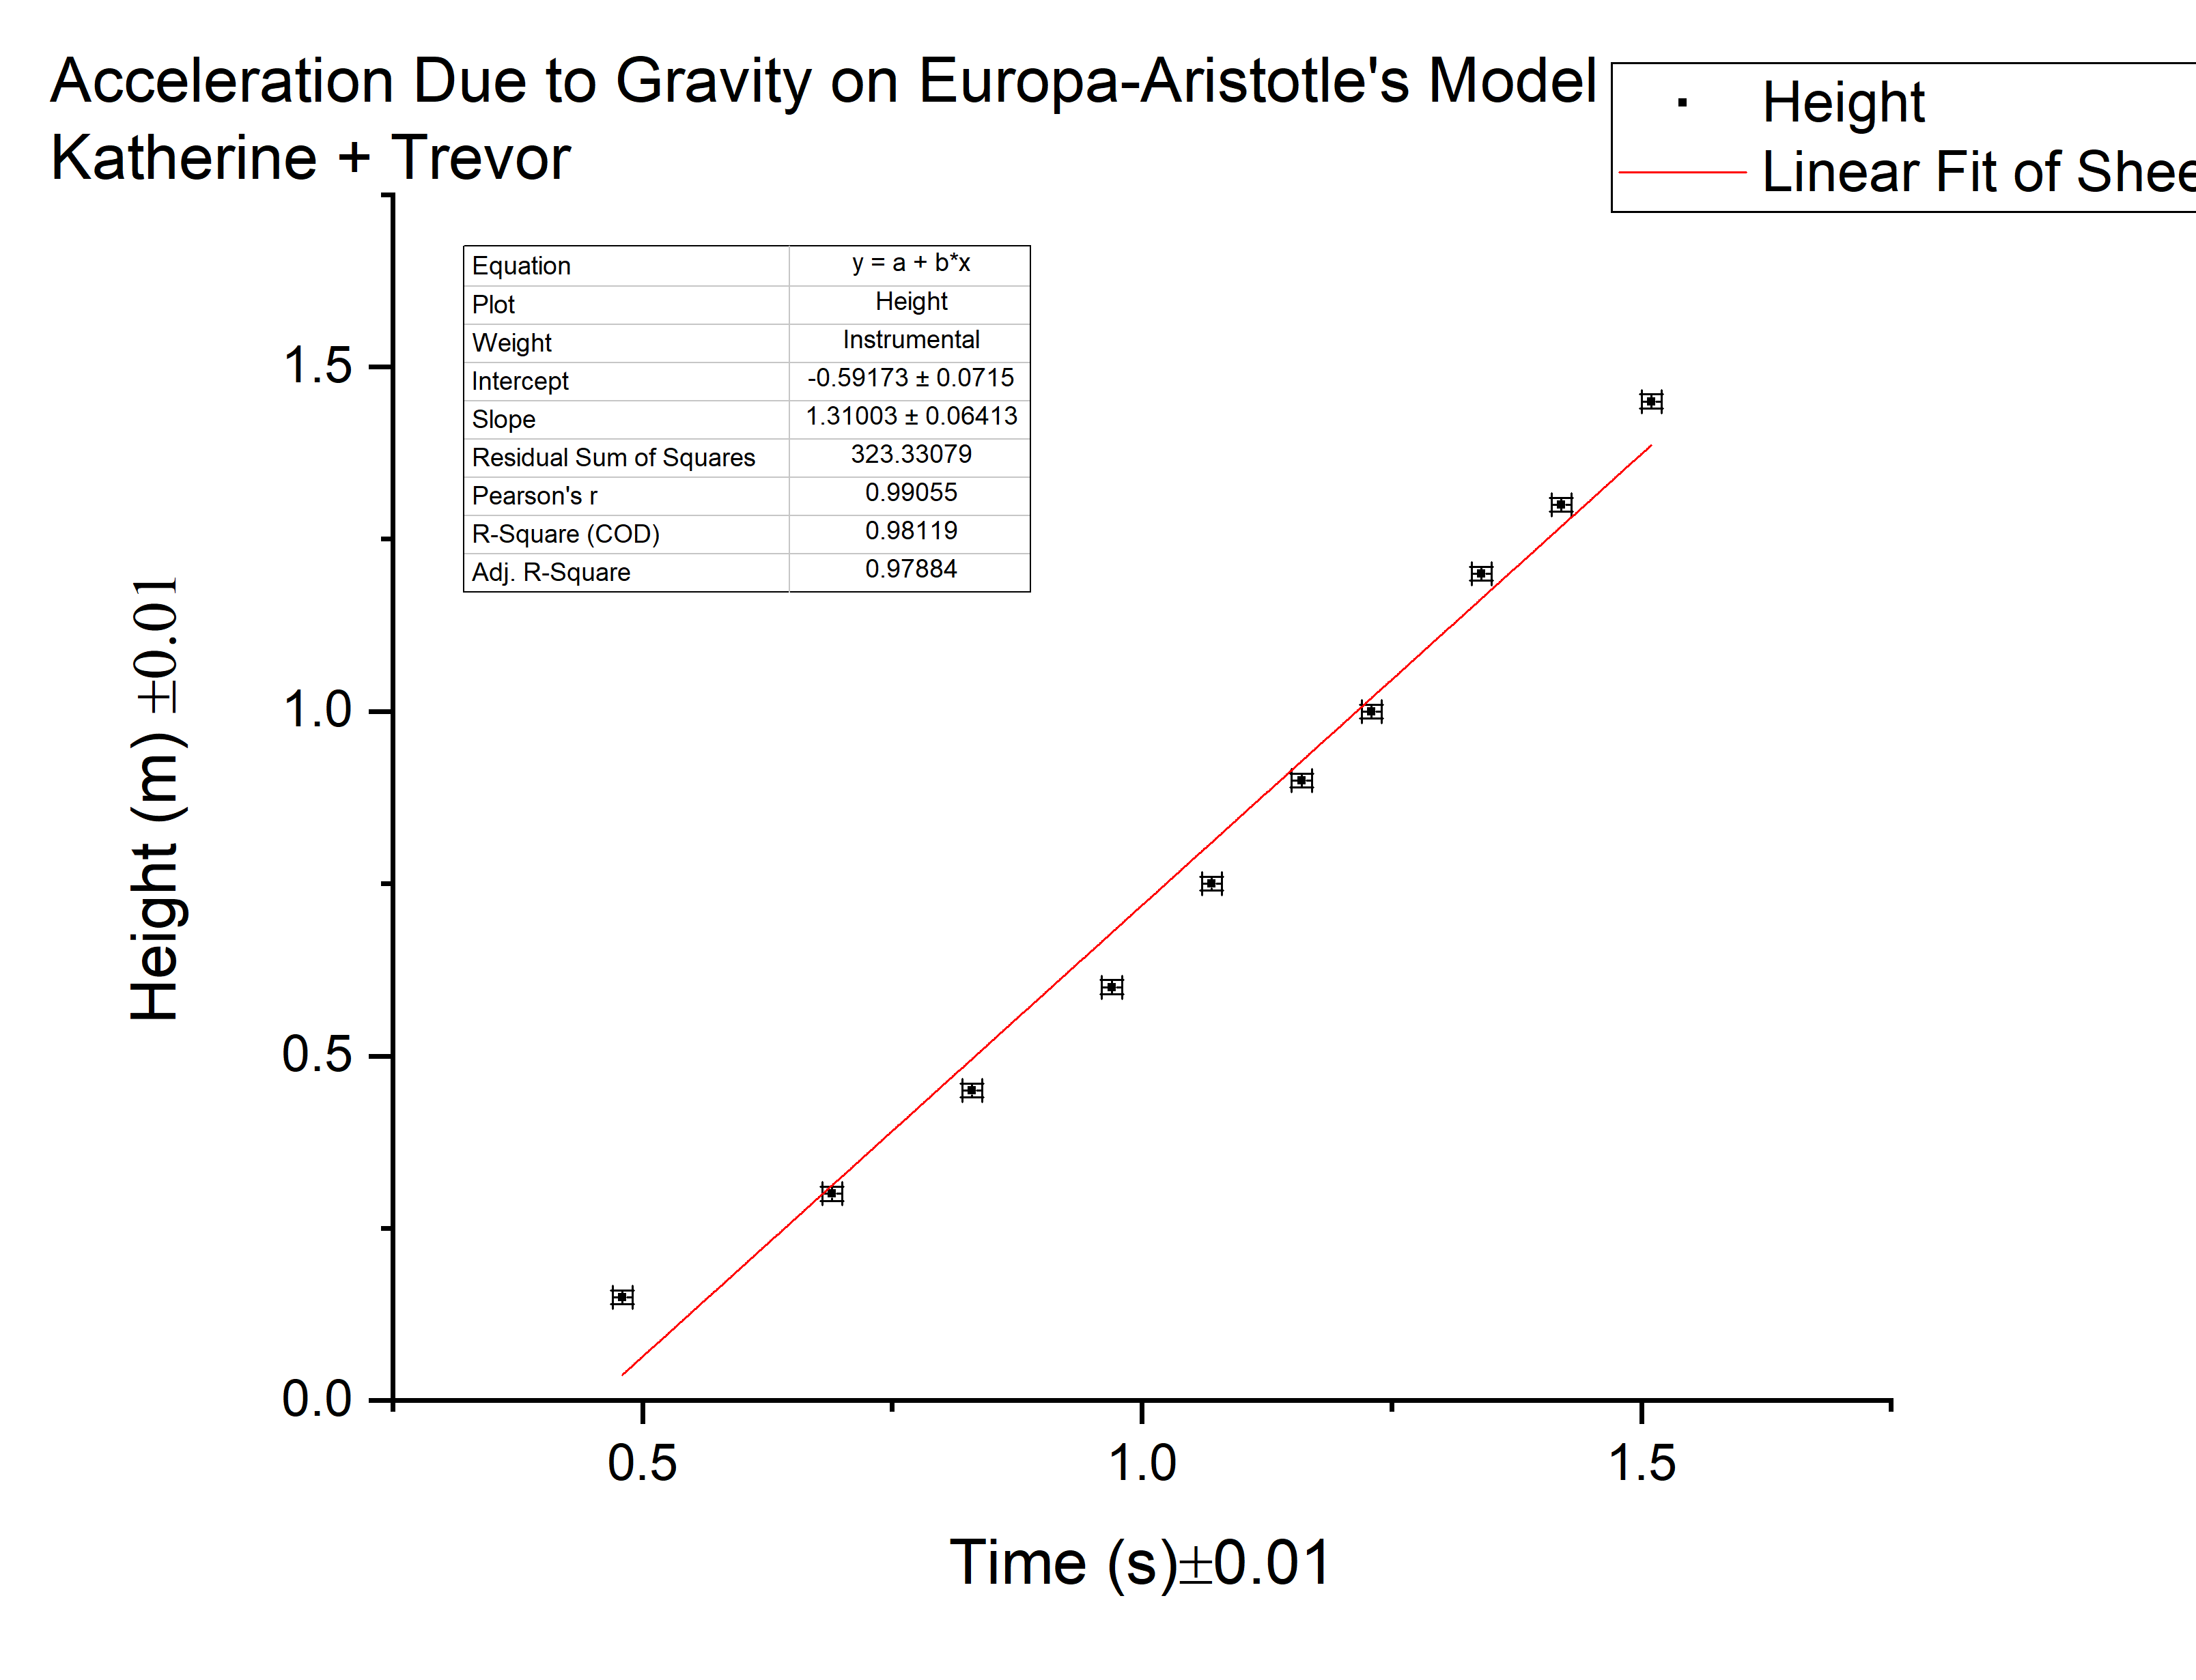 Acceleration Due to Gravity on Europa-Aristotle's Model
Katherine + Trevor
Height
Linear Fit of Shee
Equation y = a + b*x
Plot Height
Weight Instrumental
Intercept -0.59173 ± 0.0715
Slope 1.31003 ± 0.06413
Residual Sum of Squares 323.33079
Pearson's r 0.99055
R-Square (COD) 0.98119
Adj. R-Square 0.97884
Height (m) ±0.01
1.5
1.0
0.5
0.0
0.5 1.0 1.5
Time (s)±0.01